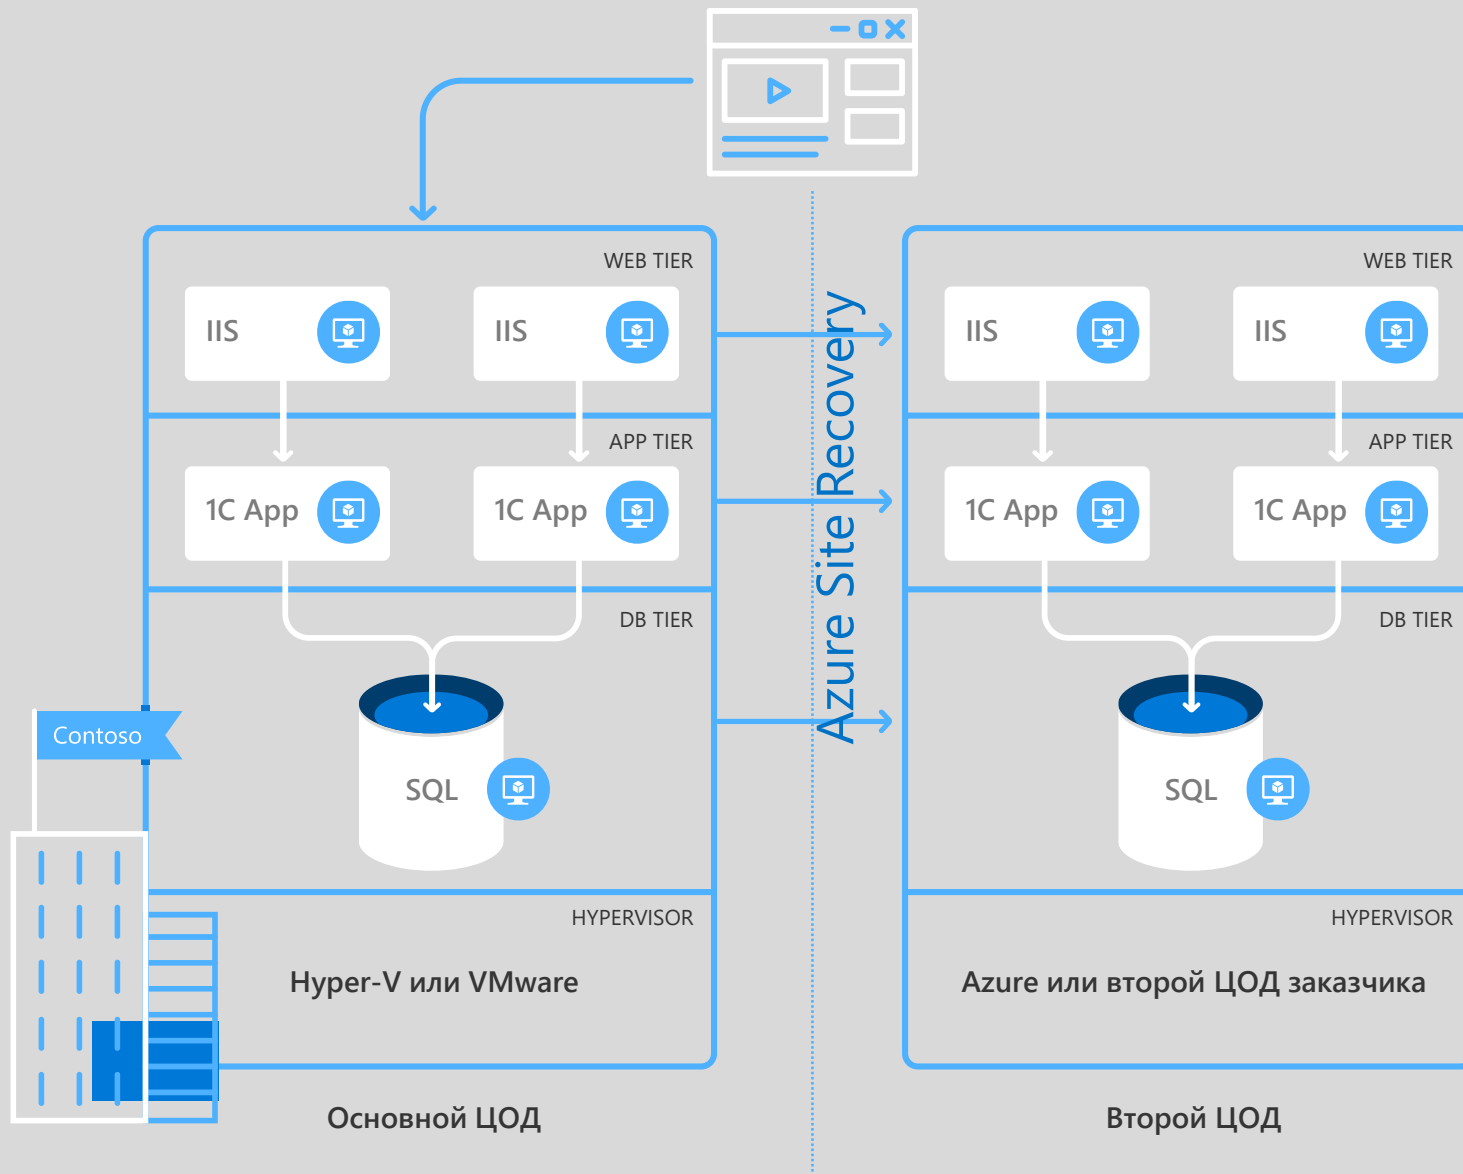 WEB TIER
IIS
IIS
APP TIER
1C App
1C App
DB TIER
Contoso
SQL
HYPERVISOR
Hyper-V или VMware
Основной ЦОД
Azure Site Recovery
WEB TIER
IIS
IIS
APP TIER
1C App
1C App
DB TIER
SQL
HYPERVISOR
Azure или второй ЦОД заказчика
Второй ЦОД